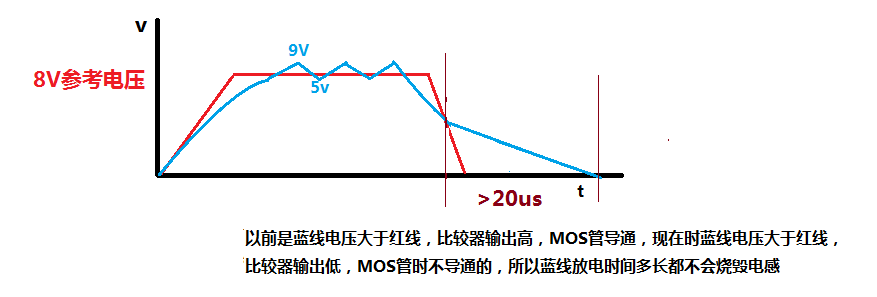 V
9V
8V参考电压
5v
t
>20us
以前是蓝线电压大于红线，比较器输出高，MOS管导通，现在时蓝线电压大于红线，
比较器输出低，MOS管时不导通的，所以蓝线放电时间多长都不会烧毁电感